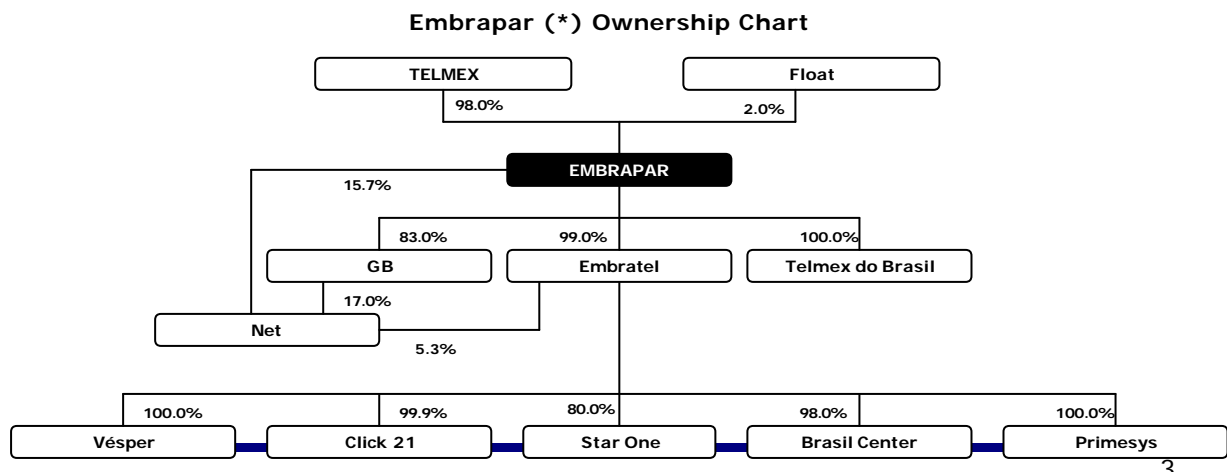 Embrapar (*) Ownership Chart
TELMEX
Float
98.0%
2.0%
EMBRAPAR
15.7%
83.0%
99.0%
100.0%
GB
Embratel
Telmex do Brasil
17.0%
Net
5.3%
100.0%
99.9%
80.0%
98.0%
100.0%
Vésper
Click 21
Star One
Brasil Center
Primesys
3